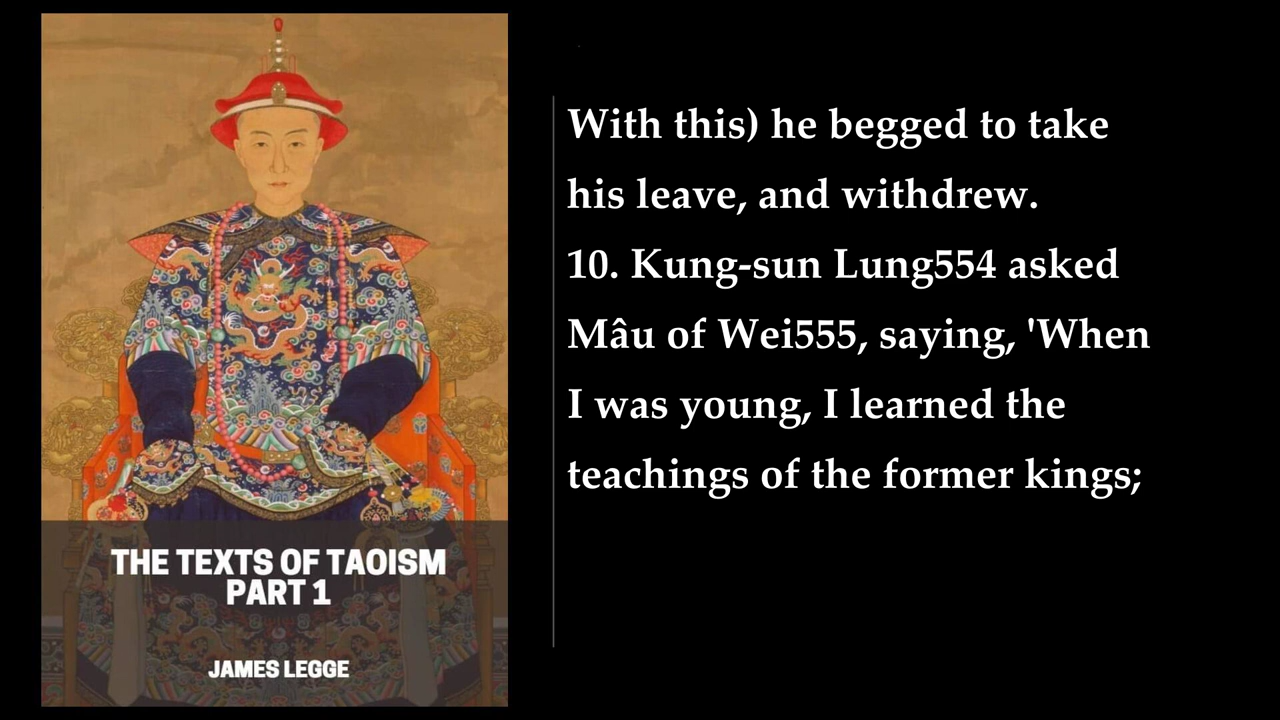 With this) he begged to take
his leave, and withdrew.
10. Kung-sun Lung554 asked
Mâu of Wei555, saying, 'When
I was young, I learned the
teachings of the former kings;
THE TEXTS OF TAOISM
PART 1
JAMES LEGGE